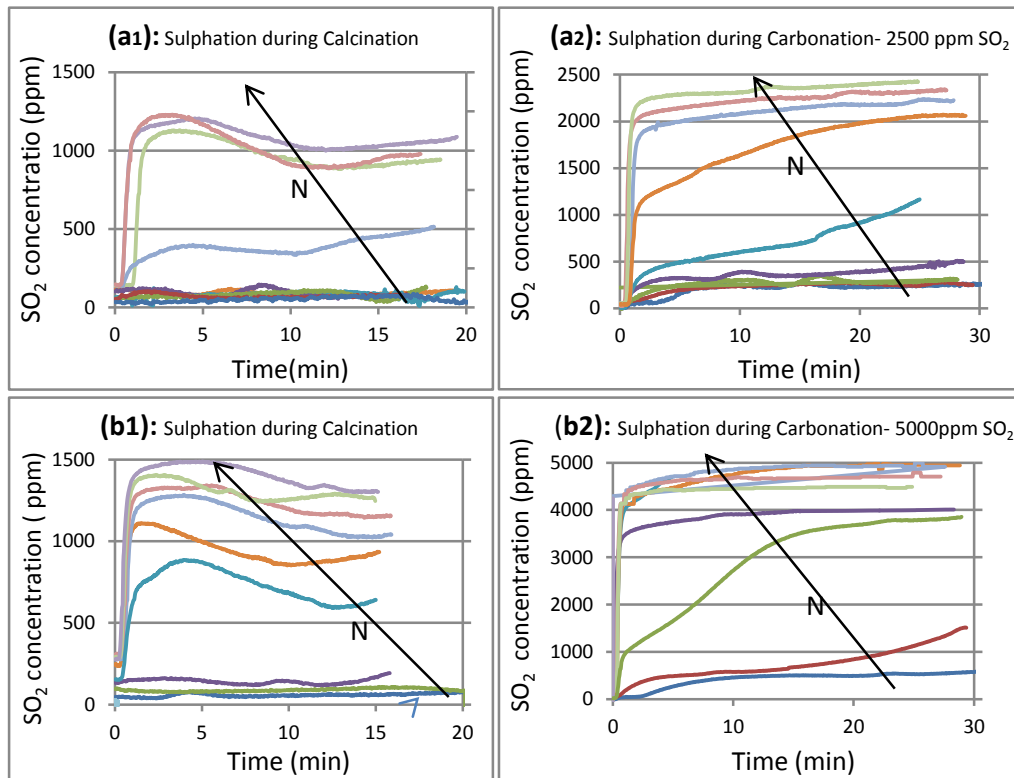 (a1): Sulphation during Calcination
SO2 concentratio (ppm)
1500
1000
500
0
N
0 5 10 15 20
Time(min)
(a2): Sulphation during Carbonation- 2500 ppm SO2
SO2 concentration (ppm)
2500
2000
1500
1000
500
0
N
0 10 20 30
Time (min)
(b1): Sulphation during Calcination
SO2 concentration ( ppm)
1500
1000
500
0
N
0 5 10 15 20
Time (min)
(b2): Sulphation during Carbonation- 5000ppm SO2
SO2 concentration (ppm)
5000
4000
3000
2000
1000
0
N
0 10 20 30
Time (min)